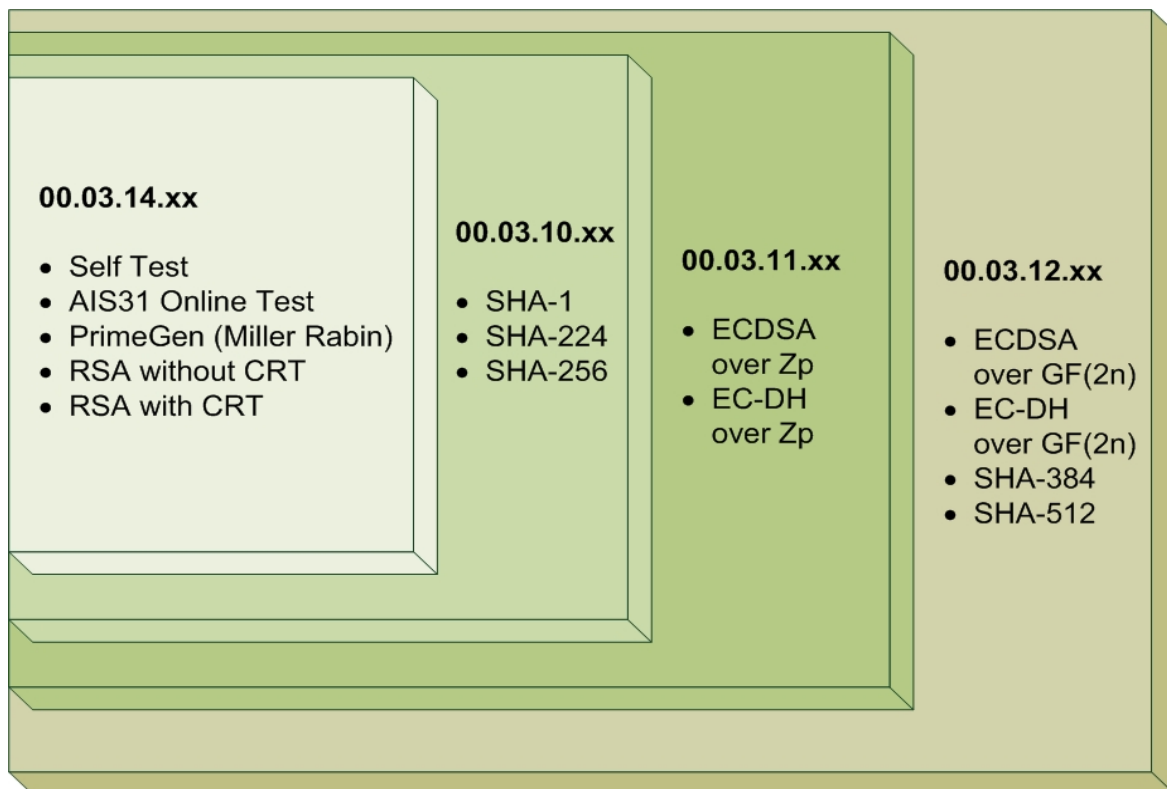 00.03.14.xx
• Self Test
• AIS31 Online Test
• PrimeGen (Miller Rabin)
• RSA without CRT
• RSA with CRT
00.03.10.xx
• SHA-1
• SHA-224
• SHA-256
00.03.11.xx
• ECDSA
over Zp
• EC-DH
over Zp
00.03.12.xx
• ECDSA
over GF(2n)
• EC-DH
over GF(2n)
• SHA-384
• SHA-512